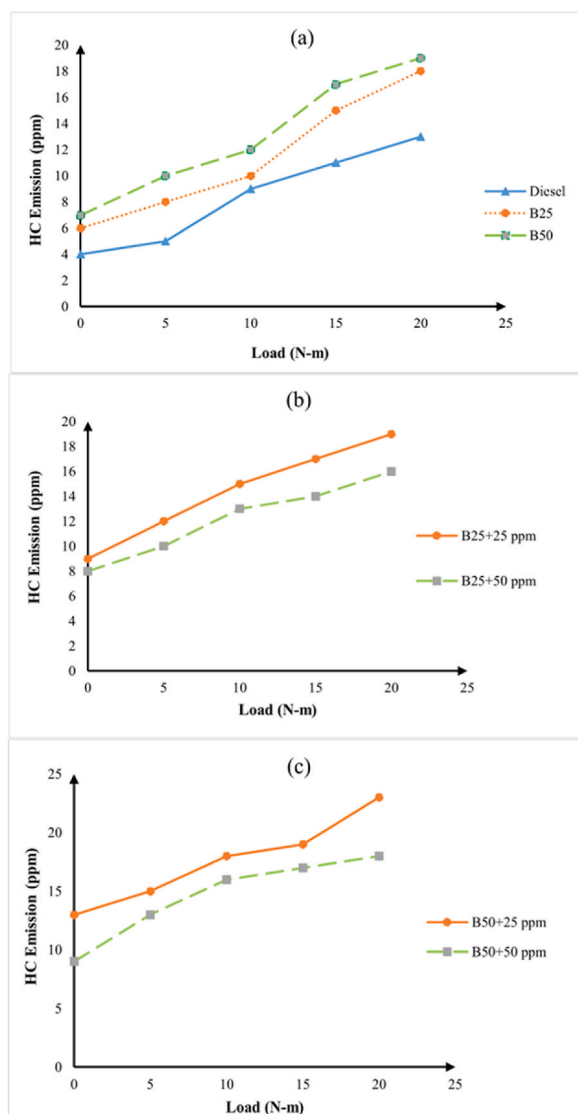 (a)
HC Emission (ppm)
20
18
16
14
12
10
8
6
4
2
0
0 5 10 15 20 25
Load (N-m)
Diesel
B25
B50
(b)
HC Emission (ppm)
20
18
16
14
12
10
8
6
4
2
0
0 5 10 15 20 25
Load (N-m)
B25+25 ppm
B25+50 ppm
(c)
HC Emission (ppm)
25
20
15
10
5
0
0 5 10 15 20 25
Load (N-m)
B50+25 ppm
B50+50 ppm